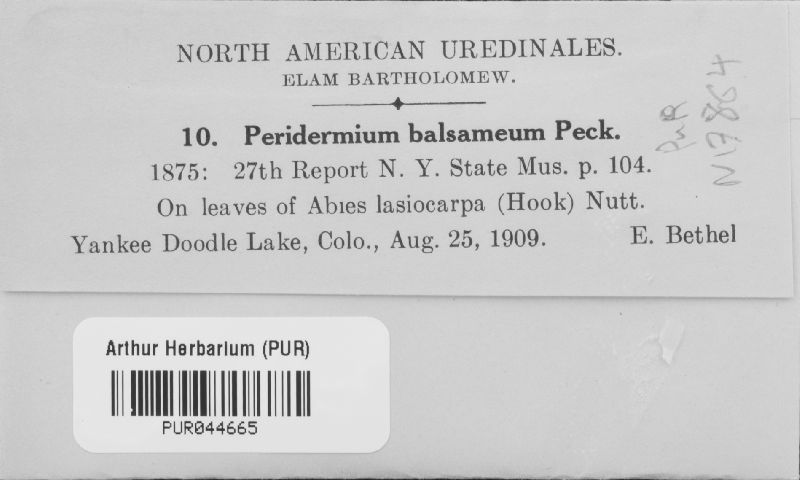 NORTH AMERICAN UREDINALES.
ELAM BARTHOLOMEW.
10. Peridermium balsameum Peck.
1875: 27th Report N. Y. State Mus. p. 104.
On leaves of Abies lasiocarpa (Hook) Nutt.
Yankee Doodle Lake, Colo., Aug. 25, 1909. E. Bethel
PUR
N17864
Arthur Herbarium (PUR)
PUR044665